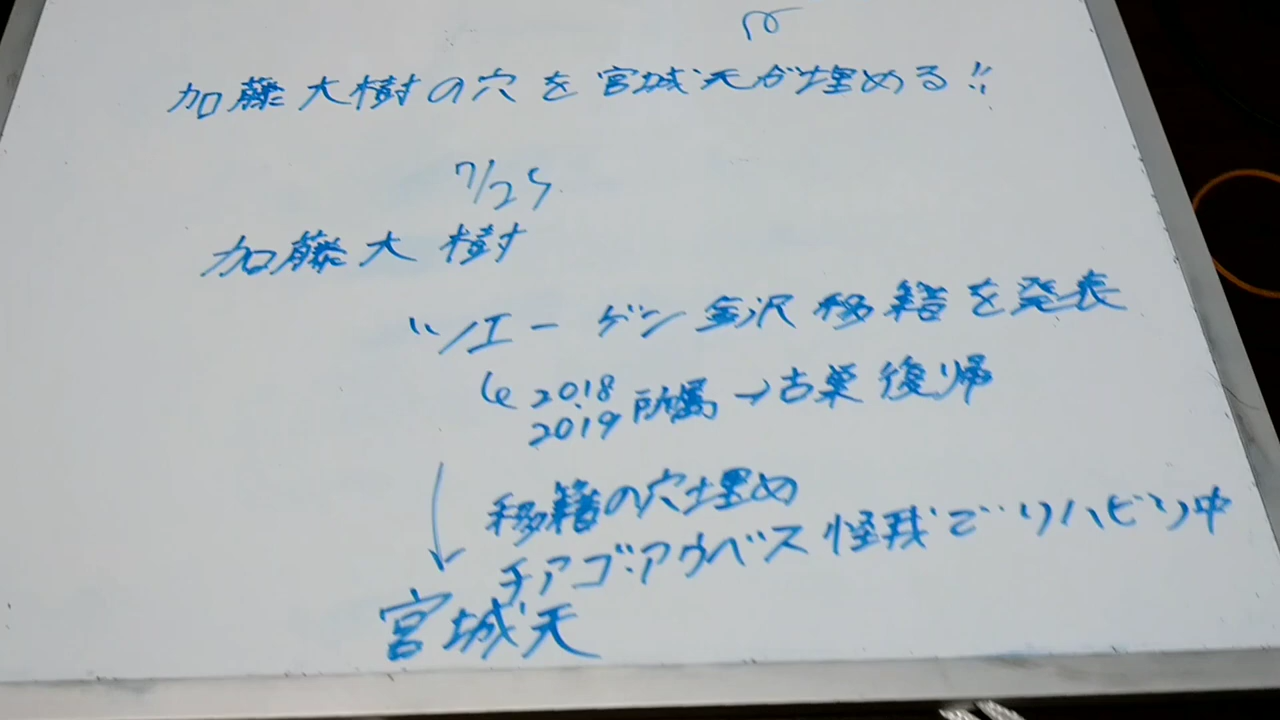 加藤大樹の穴を宮城天が埋める!!
7/25
加藤大樹
ツエーゲン金沢移籍を発表
2018
2019 所属→古巣復帰
移籍の穴埋め
チアゴ・アウベス怪我でリハビリ中
宮城天